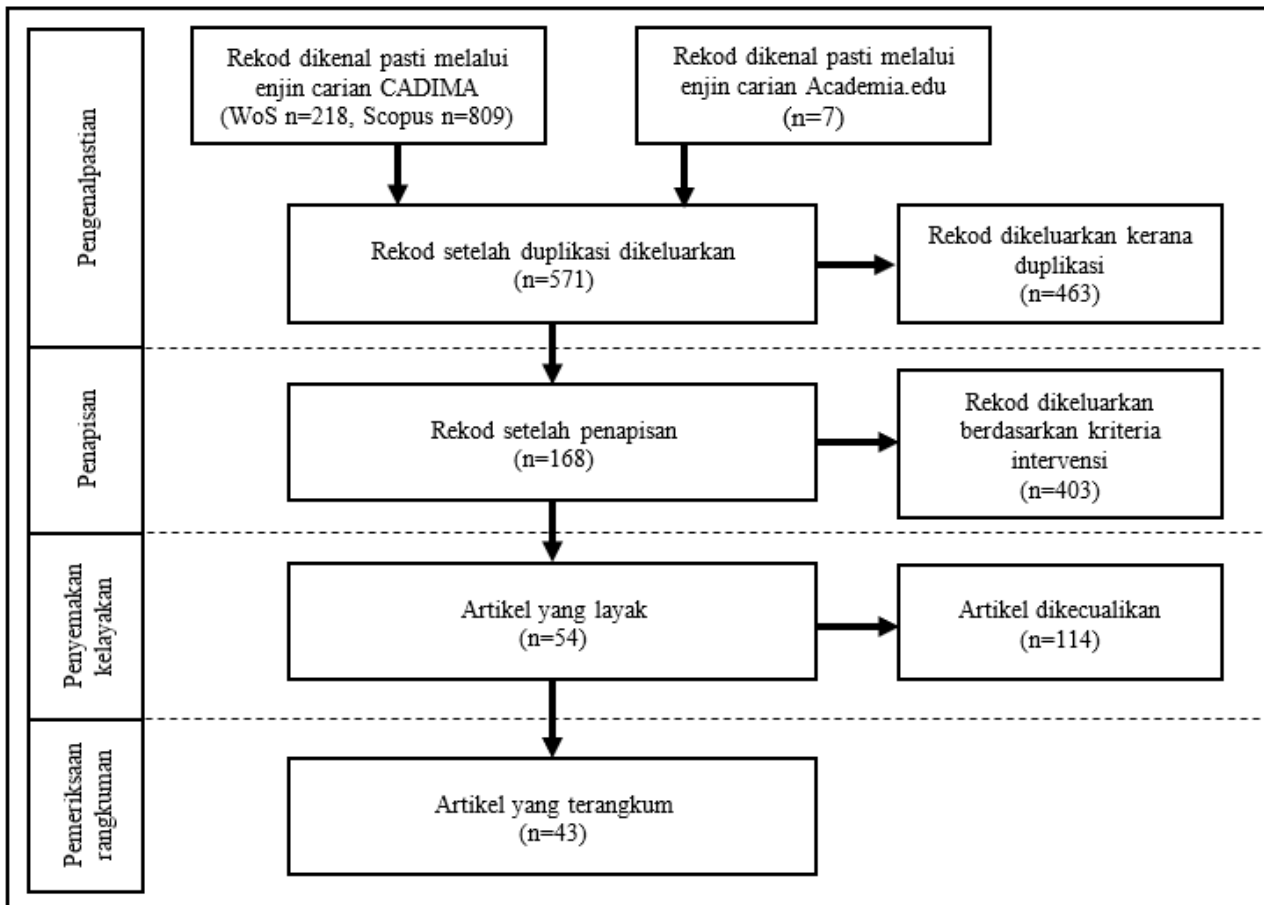 Pengenalpastian
Rekod dikenal pasti melalui
enjin carian CADIMA
(WoS n=218, Scopus n=809)
Rekod dikenal pasti melalui
enjin carian Academia.edu
(n=7)
Rekod setelah duplikasi dikeluarkan
(n=571)
Rekod dikeluarkan kerana
duplikasi
(n=463)
Penapisan
Rekod setelah penapisan
(n=168)
Rekod dikeluarkan
berdasarkan kriteria
intervensi
(n=403)
Penyemakan
kelayakan
Artikel yang layak
(n=54)
Artikel dikecualikan
(n=114)
Pemeriksaan
rangkuman
Artikel yang terangkum
(n=43)